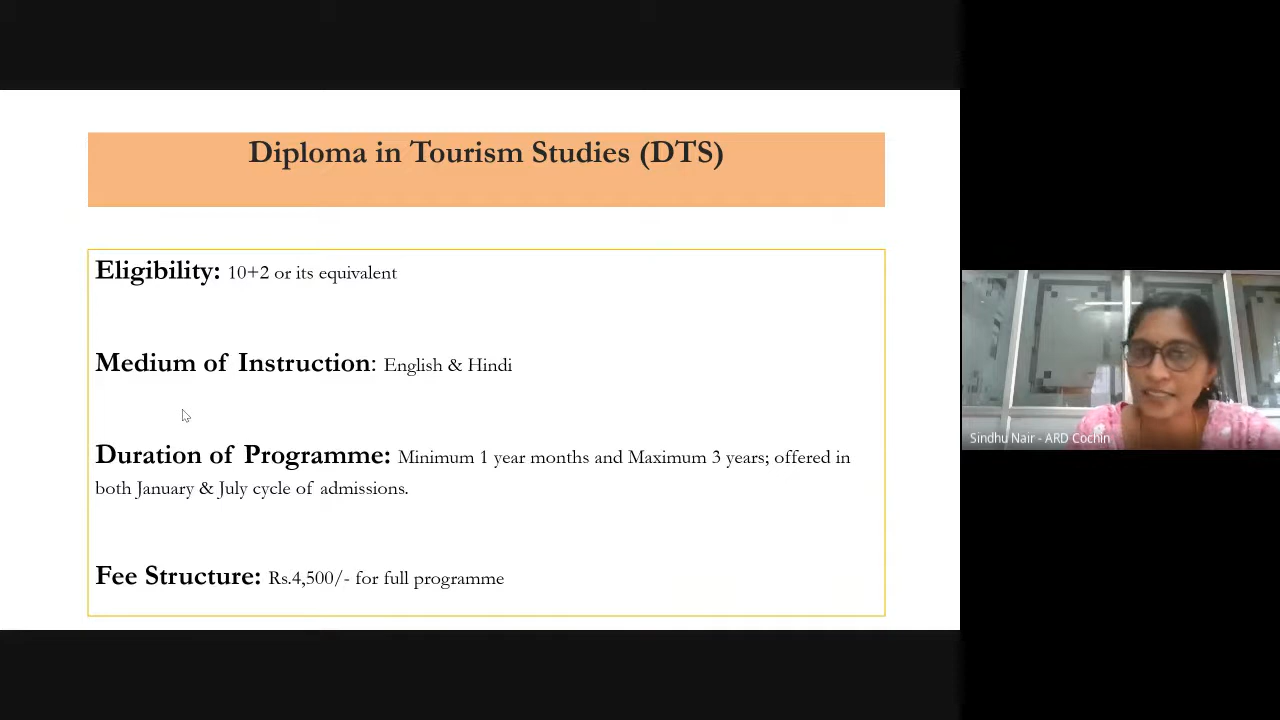 Diploma in Tourism Studies (DTS)
Eligibility: 10+2 or its equivalent
Medium of Instruction: English & Hindi
Duration of Programme: Minimum 1 year months and Maximum 3 years; offered in
both January & July cycle of admissions.
Fee Structure: Rs.4,500/- for full programme
Sindhu Nair - ARD Cochin